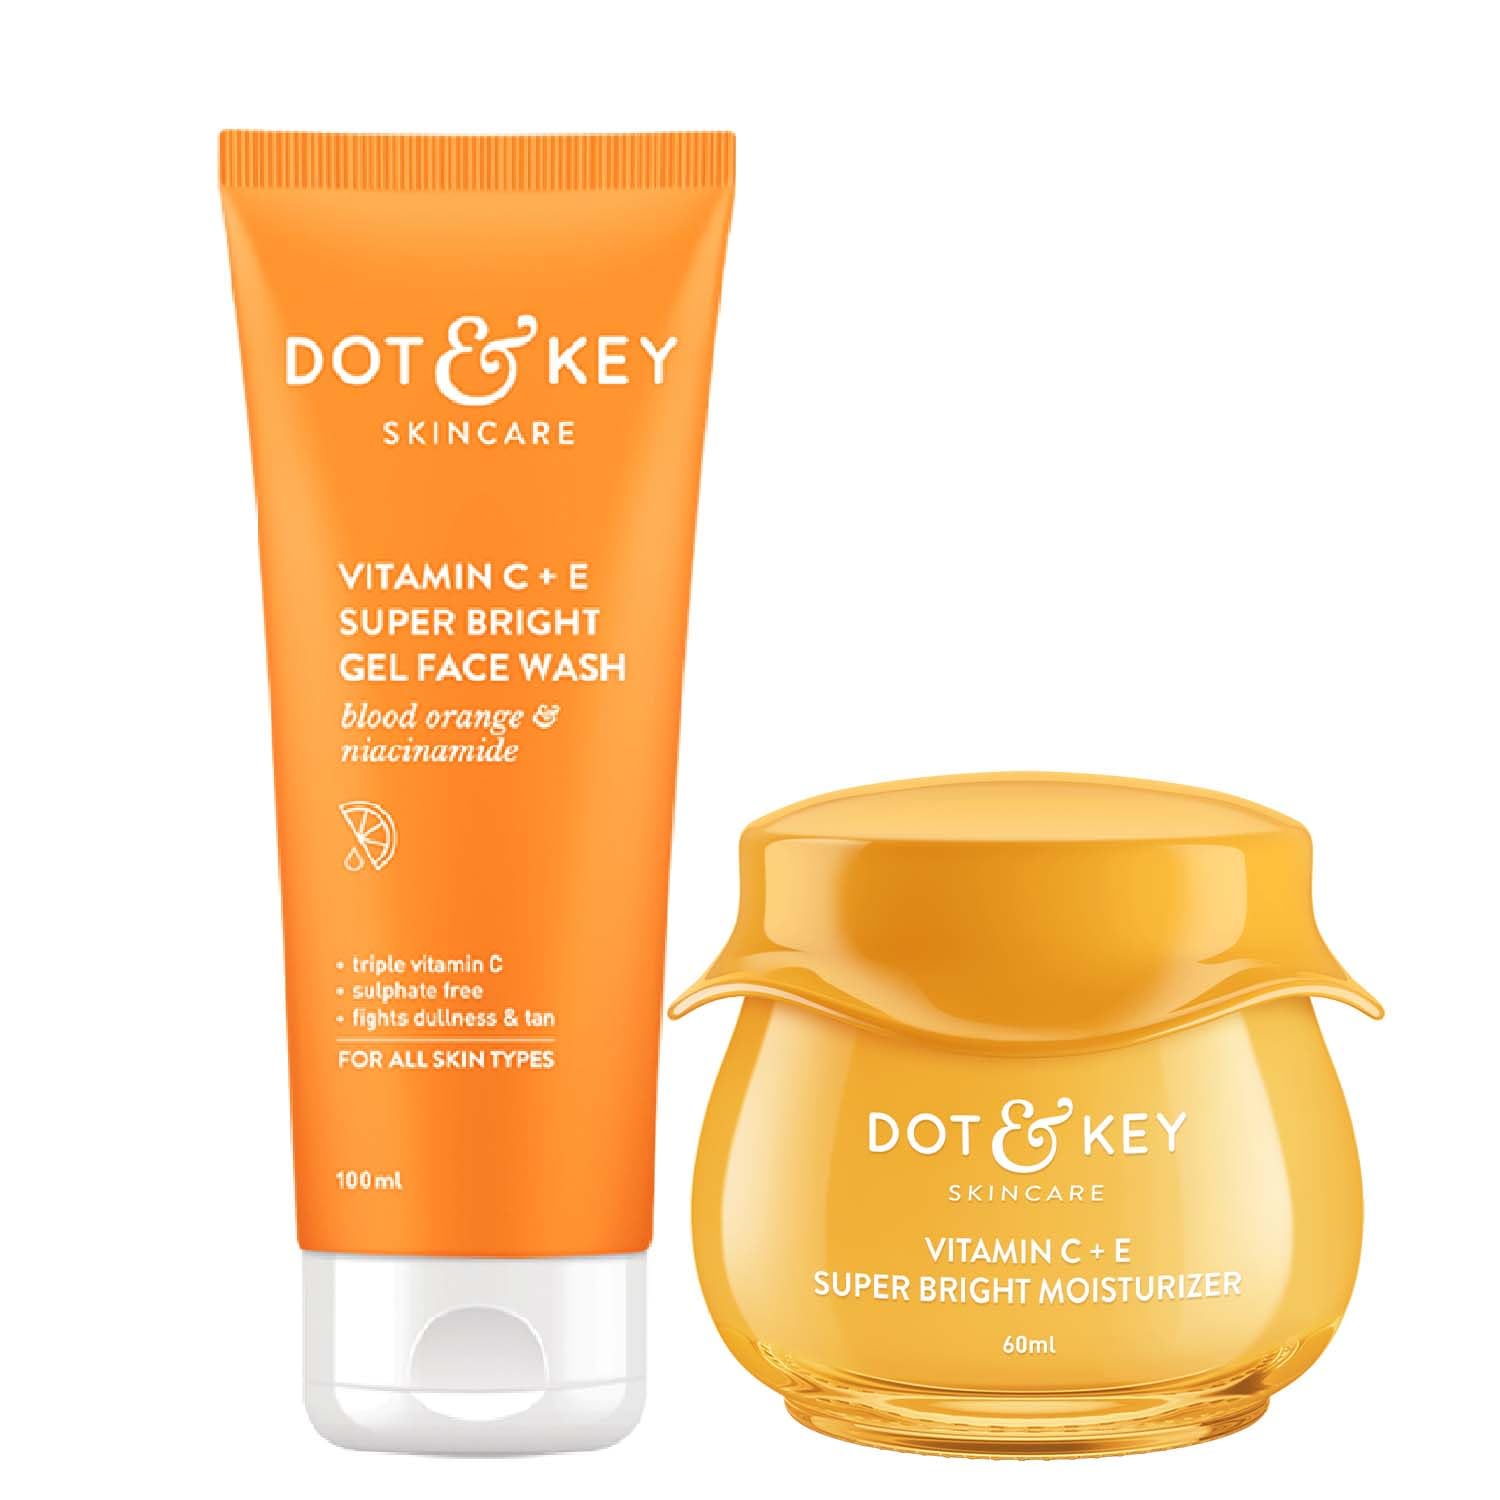 DOT & KEY
SKINCARE
VITAMIN C + E
SUPER BRIGHT
GEL FACE WASH
blood orange &
niacinamide
• triple vitamin C
• sulphate free
• fights dullness & tan
FOR ALL SKIN TYPES
100ml
DOT & KEY
SKINCARE
VITAMIN C + E
SUPER BRIGHT MOISTURIZER
60ml